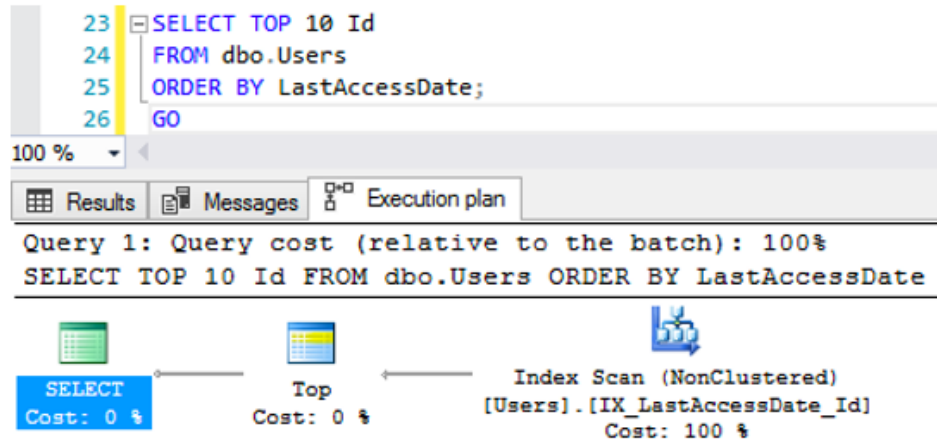 23 SELECT TOP 10 Id
24 FROM dbo.Users
25 ORDER BY LastAccessDate;
26 GO
100 %
Results Messages Execution plan
Query 1: Query cost (relative to the batch): 100%
SELECT TOP 10 Id FROM dbo.Users ORDER BY LastAccessDate
SELECT
Cost: 0 %
Top
Cost: 0 %
Index Scan (NonClustered)
[Users].[IX_LastAccessDate_Id]
Cost: 100 %